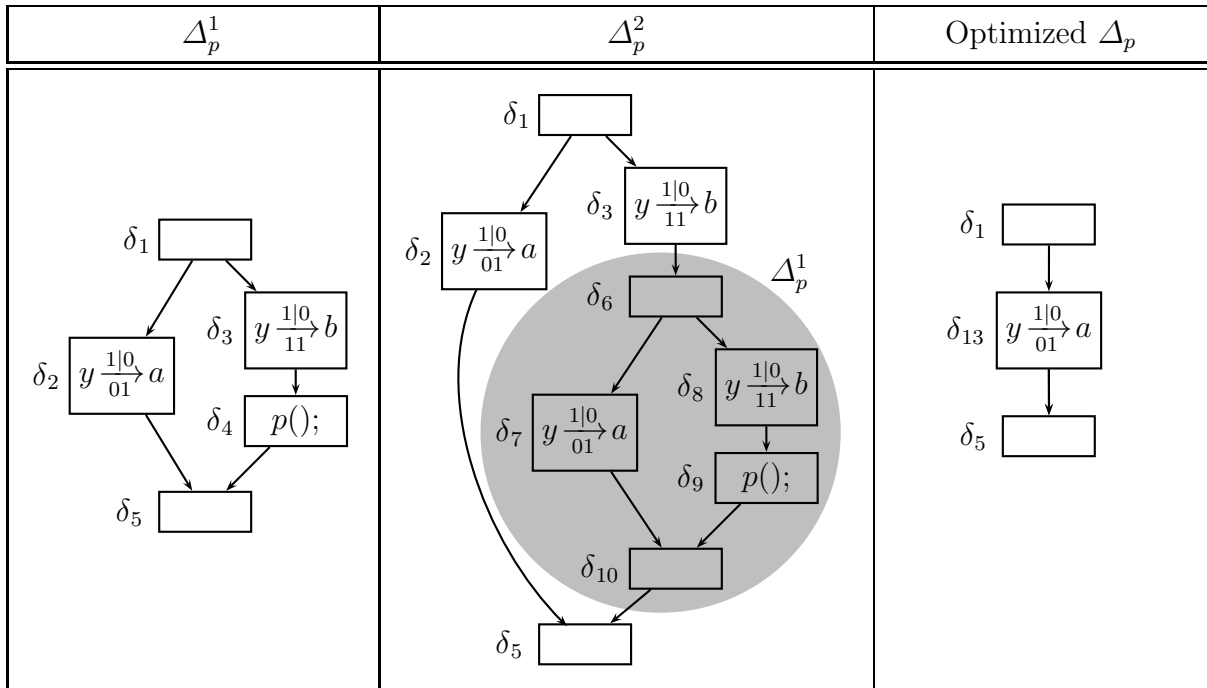 Δ_p^1
Δ_p^2
Optimized Δ_p
δ_1
y 1|0/01→ a
δ_2
y 1|0/11→ b
δ_3
p();
δ_4
δ_5
δ_1
y 1|0/01→ a
δ_2
y 1|0/11→ b
δ_3
Δ_p^1
δ_6
y 1|0/01→ a
δ_7
y 1|0/11→ b
δ_8
p();
δ_9
δ_10
δ_5
δ_1
y 1|0/01→ a
δ_13
δ_5